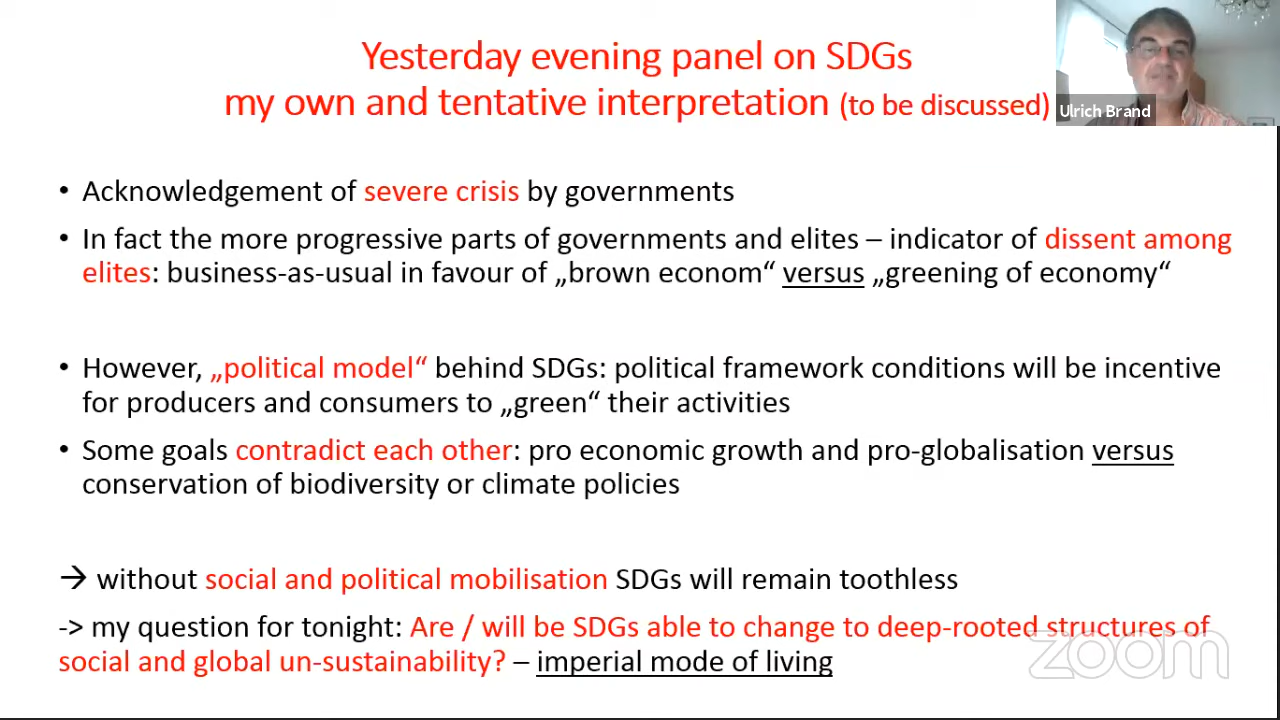 Yesterday evening panel on SDGs
my own and tentative interpretation (to be discussed)
Ulrich Brand
• Acknowledgement of severe crisis by governments
• In fact the more progressive parts of governments and elites – indicator of dissent among
elites: business-as-usual in favour of „brown econom“ versus „greening of economy“
• However, „political model“ behind SDGs: political framework conditions will be incentive
for producers and consumers to „green“ their activities
• Some goals contradict each other: pro economic growth and pro-globalisation versus
conservation of biodiversity or climate policies
→ without social and political mobilisation SDGs will remain toothless
-> my question for tonight: Are / will be SDGs able to change to deep-rooted structures of
social and global un-sustainability? – imperial mode of living
zoom